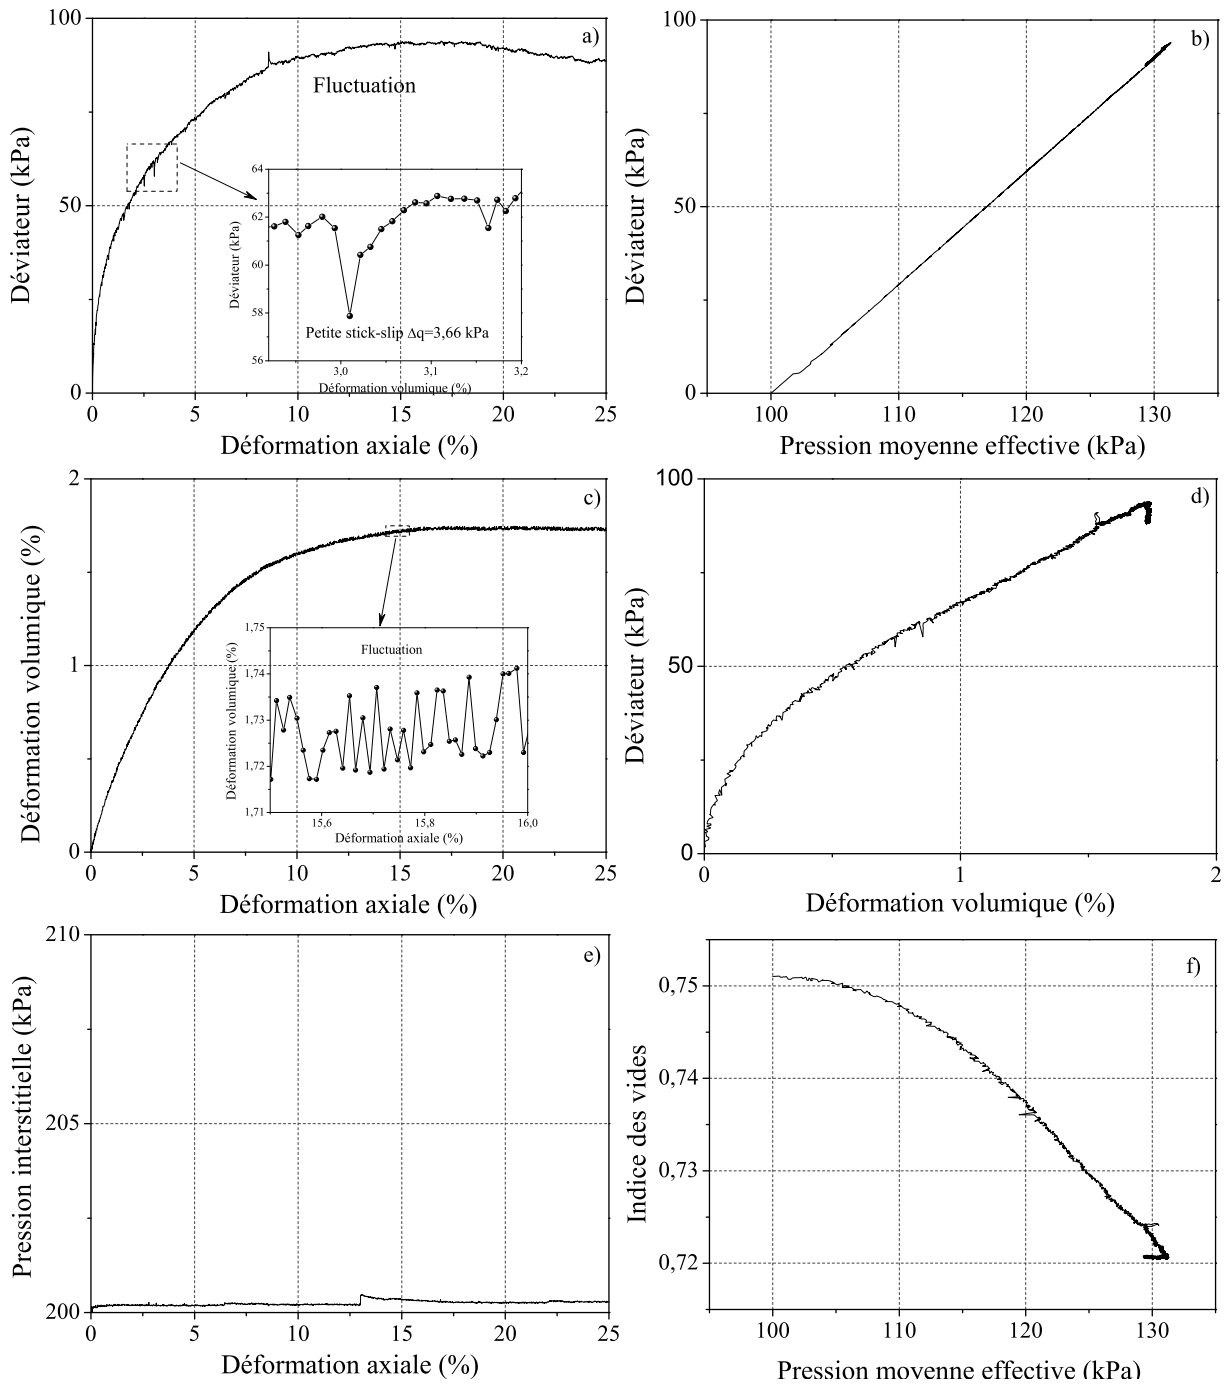 a)
Déviateur (kPa)
100
50
0
0
5
10
15
20
25
Déformation axiale (%)
Fluctuation
Déviateur (kPa)
64
62
60
58
56
3,0
3,1
3,2
Petite stick-slip Δq=3,66 kPa
Déformation volumique (%)
b)
Déviateur (kPa)
100
50
0
100
110
120
130
Pression moyenne effective (kPa)
c)
Déformation volumique (%)
2
1
0
0
5
10
15
20
25
Déformation axiale (%)
Déformation volumique (%)
1,75
1,74
1,73
1,72
1,71
Fluctuation
15,6
15,8
16,0
Déformation axiale (%)
d)
Déviateur (kPa)
100
50
0
0
1
2
Déformation volumique (%)
e)
Pression interstitielle (kPa)
210
205
200
0
5
10
15
20
25
Déformation axiale (%)
f)
Indice des vides
0,75
0,74
0,73
0,72
100
110
120
130
Pression moyenne effective (kPa)